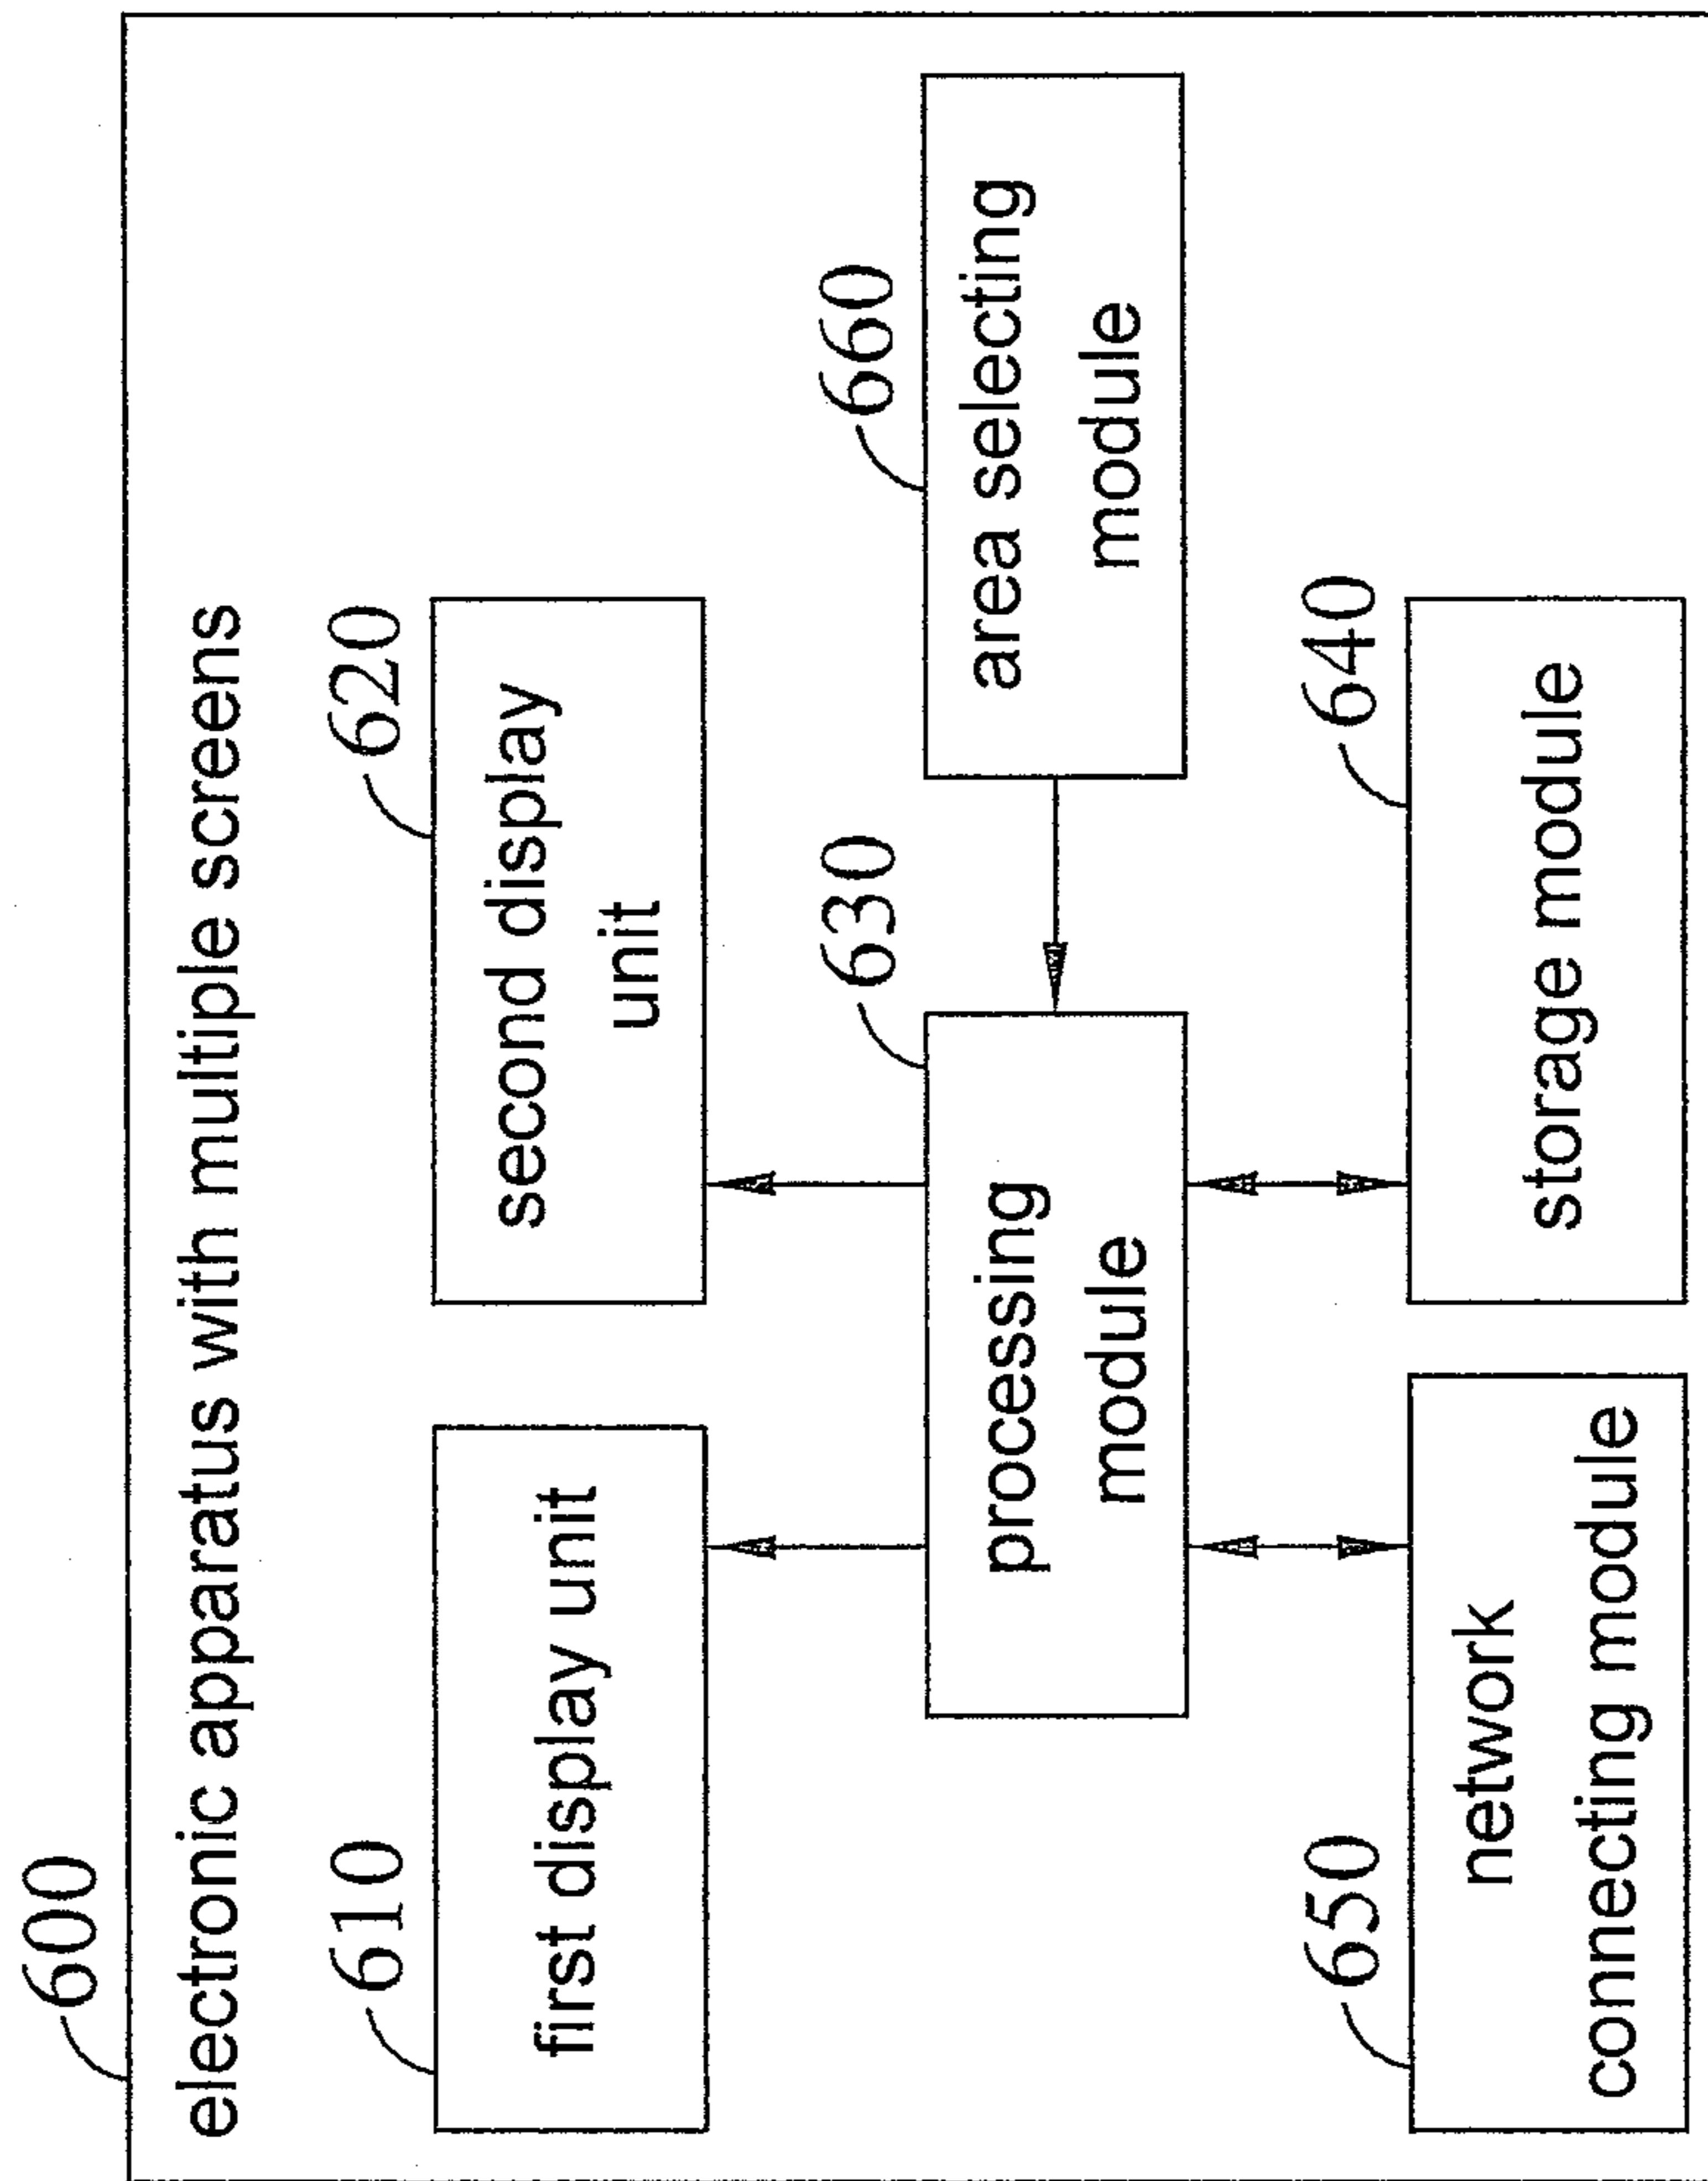 600
electronic apparatus with multiple screens
610
first display unit
620
second display
unit
630
processing
module
660
area selecting
module
650
network
connecting module
640
storage module